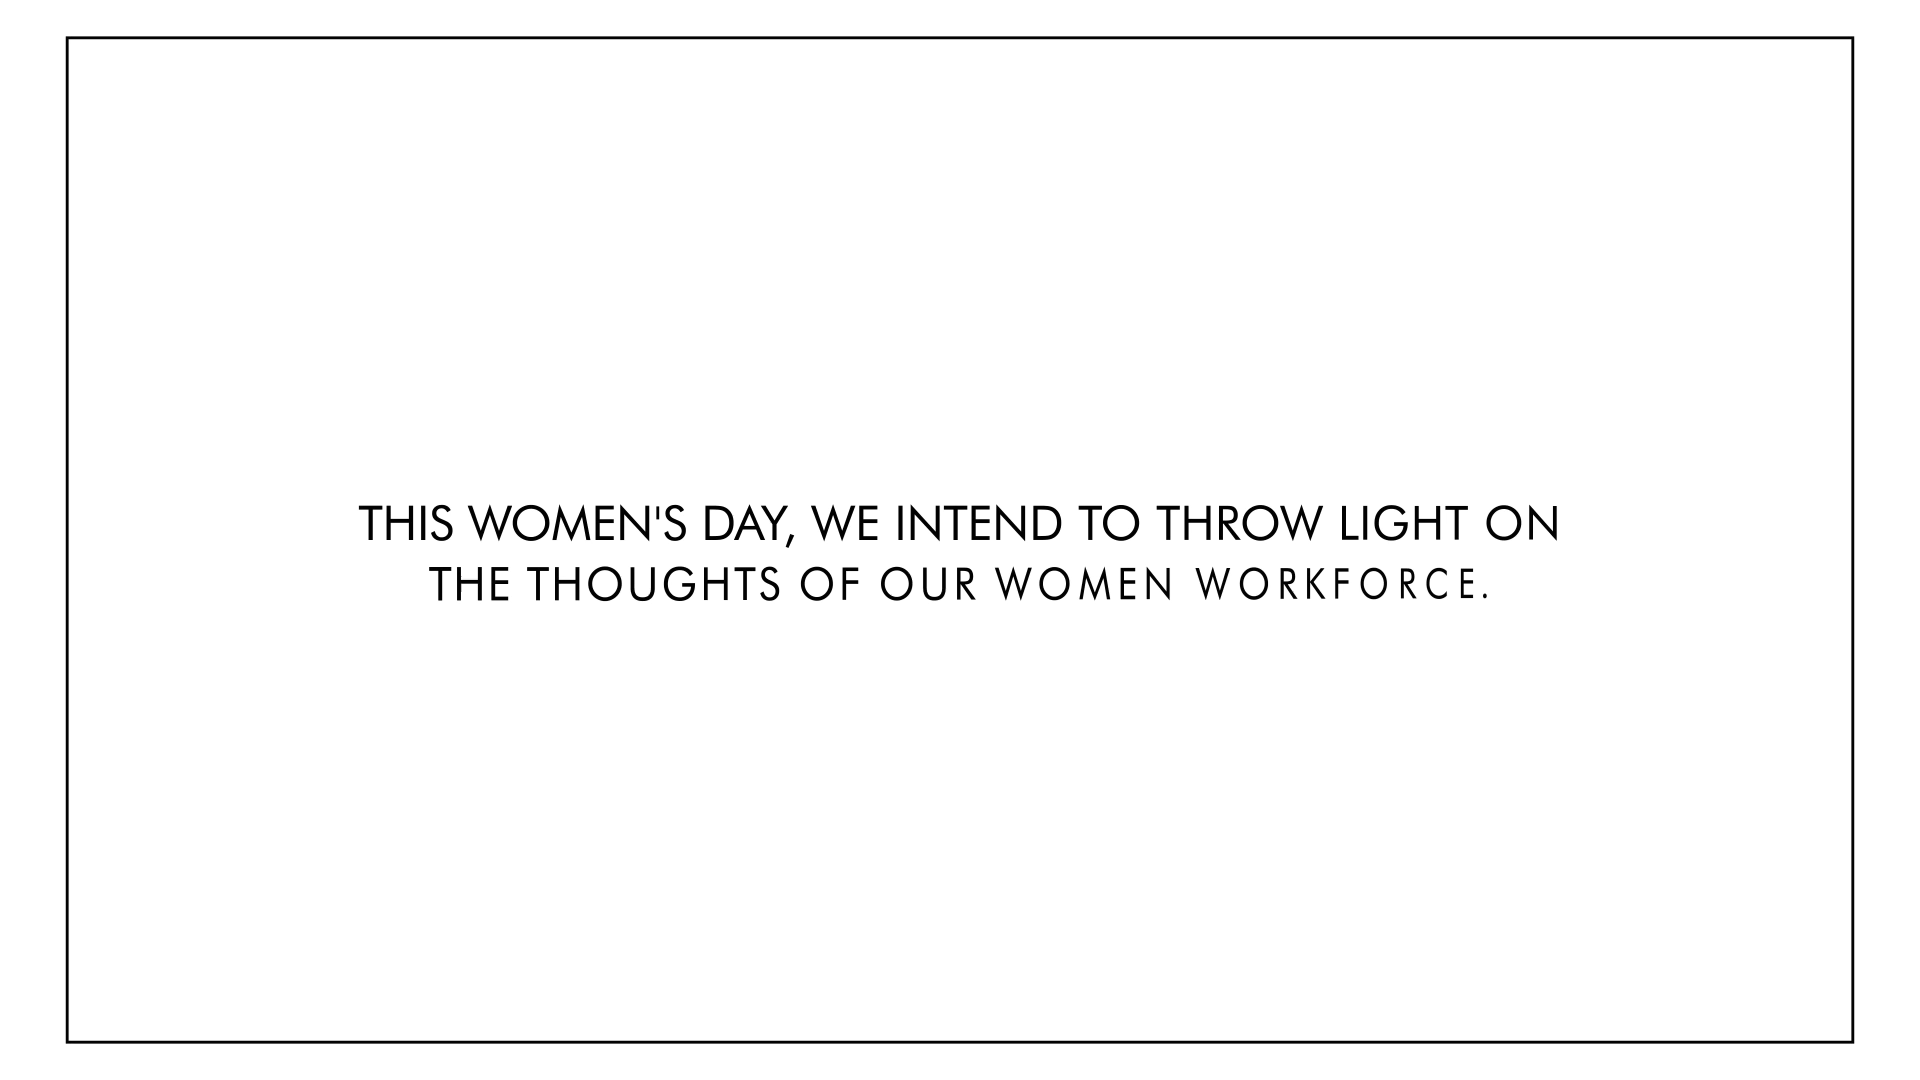 THIS WOMEN'S DAY, WE INTEND TO THROW LIGHT ON
THE THOUGHTS OF OUR WOMEN WORKFORCE.